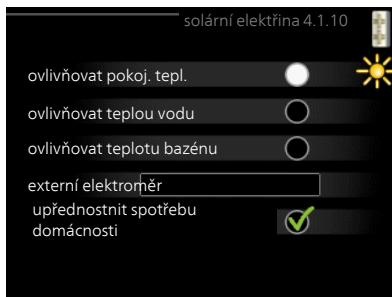 solární elektřina 4.1.10
ovlivňovat pokoj. tepl.
ovlivňovat teplou vodu
ovlivňovat teplotu bazénu
externí elektroměr
upřednostnit spotřebu
domácnosti